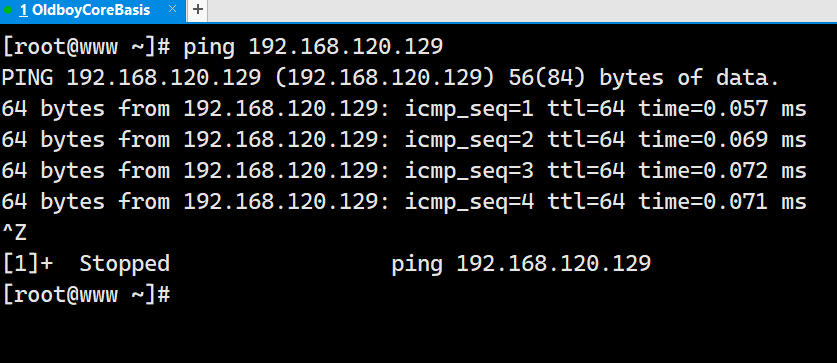 1 OldboyCoreBasis × +
[root@www ~]# ping 192.168.120.129
PING 192.168.120.129 (192.168.120.129) 56(84) bytes of data.
64 bytes from 192.168.120.129: icmp_seq=1 ttl=64 time=0.057 ms
64 bytes from 192.168.120.129: icmp_seq=2 ttl=64 time=0.069 ms
64 bytes from 192.168.120.129: icmp_seq=3 ttl=64 time=0.072 ms
64 bytes from 192.168.120.129: icmp_seq=4 ttl=64 time=0.071 ms
^Z
[1]+  Stopped                 ping 192.168.120.129
[root@www ~]#